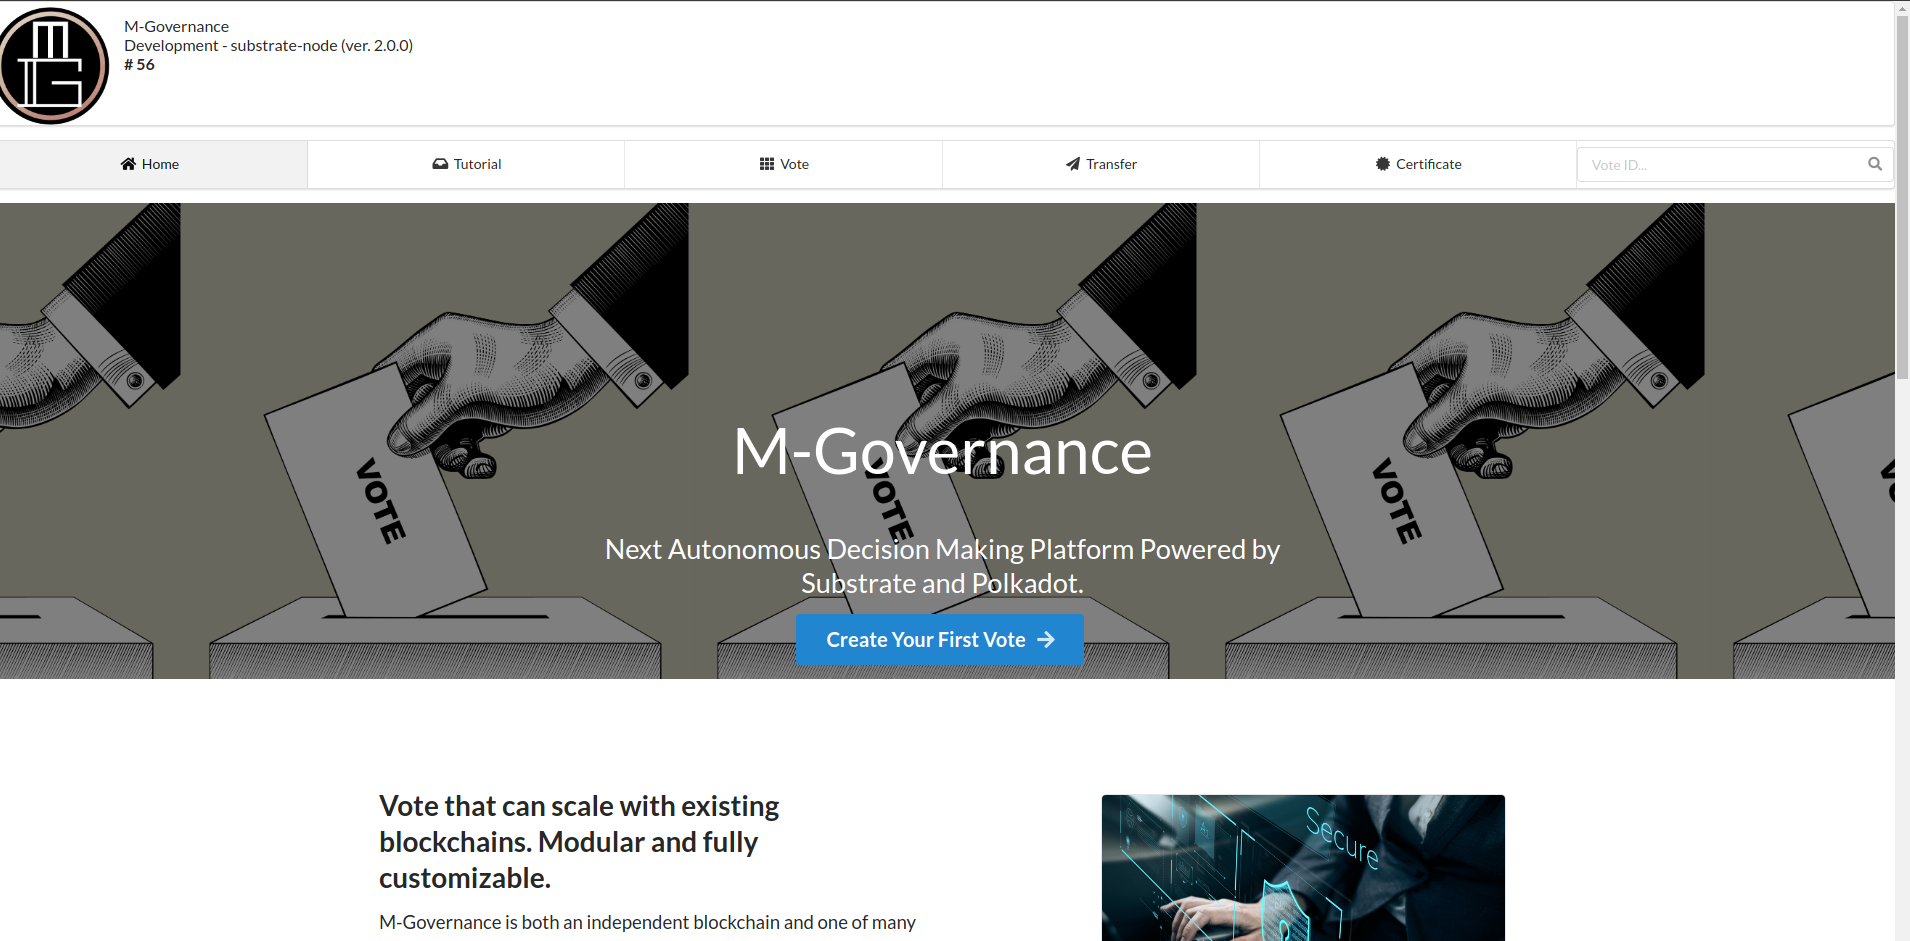 M-Governance
Development - substrate-node (ver. 2.0.0)
# 56
Home
Tutorial
Vote
Transfer
Certificate
Vote ID...
VOTE
VOTE
VOTE
M-Governance
Next Autonomous Decision Making Platform Powered by
Substrate and Polkadot.
Create Your First Vote
Vote that can scale with existing
blockchains. Modular and fully
customizable.
M-Governance is both an independent blockchain and one of many
Secure